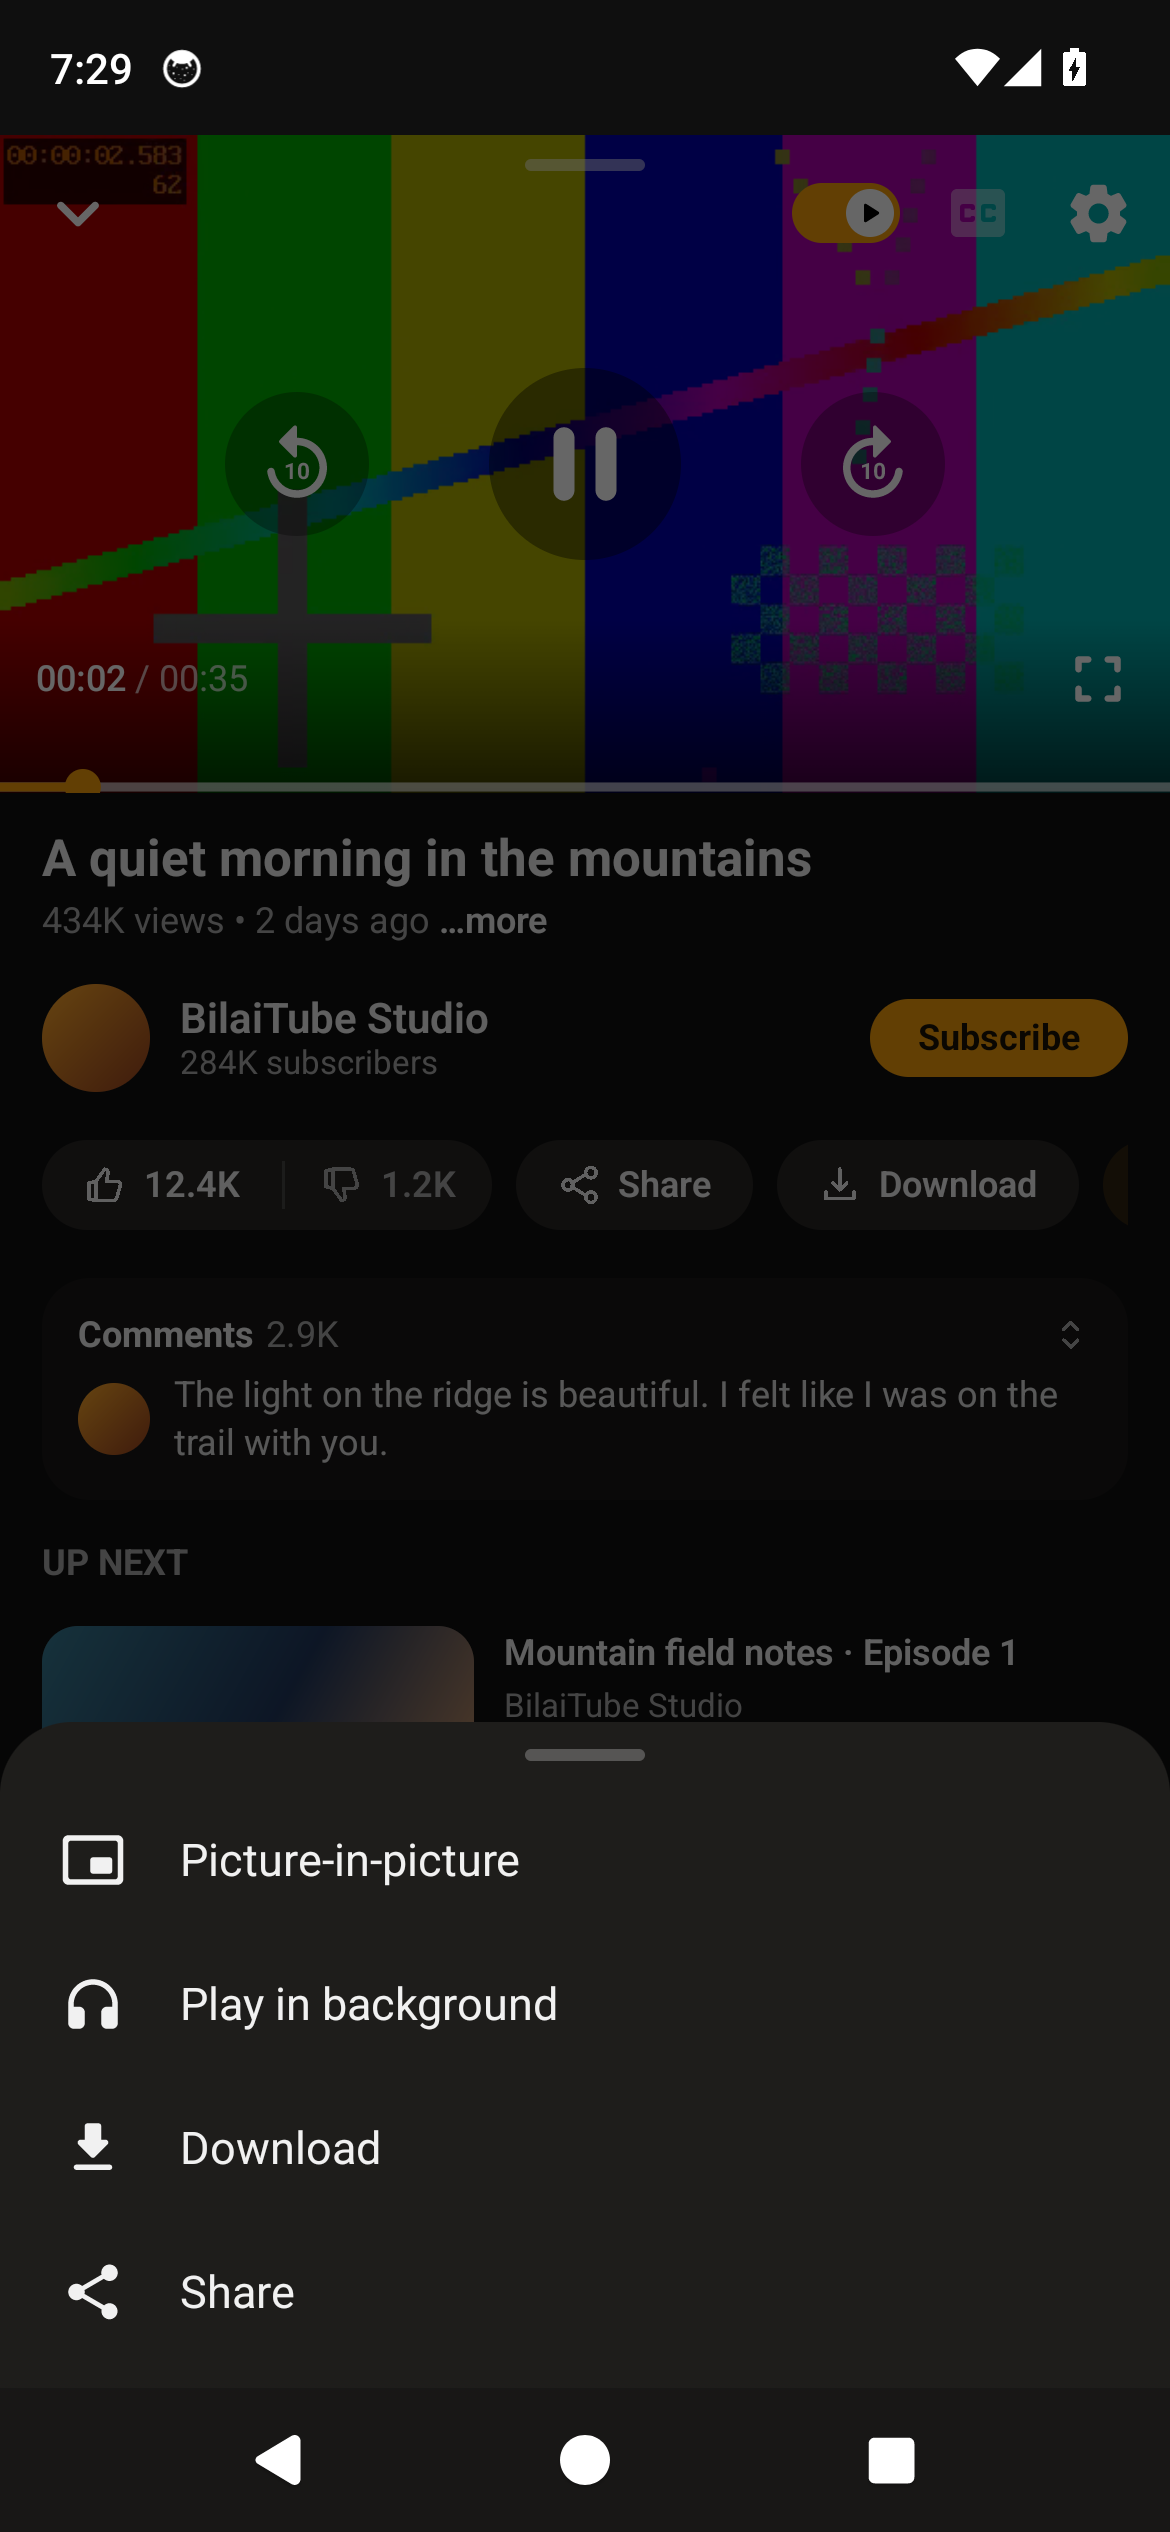 7:29
00:00:02.583
62
CC
10
10
00:02 / 00:35
A quiet morning in the mountains
434K views • 2 days ago …more
BilaiTube Studio
284K subscribers
Subscribe
12.4K
1.2K
Share
Download
Comments 2.9K
The light on the ridge is beautiful. I felt like I was on the
trail with you.
UP NEXT
Mountain field notes · Episode 1
BilaiTube Studio
Picture-in-picture
Play in background
Download
Share